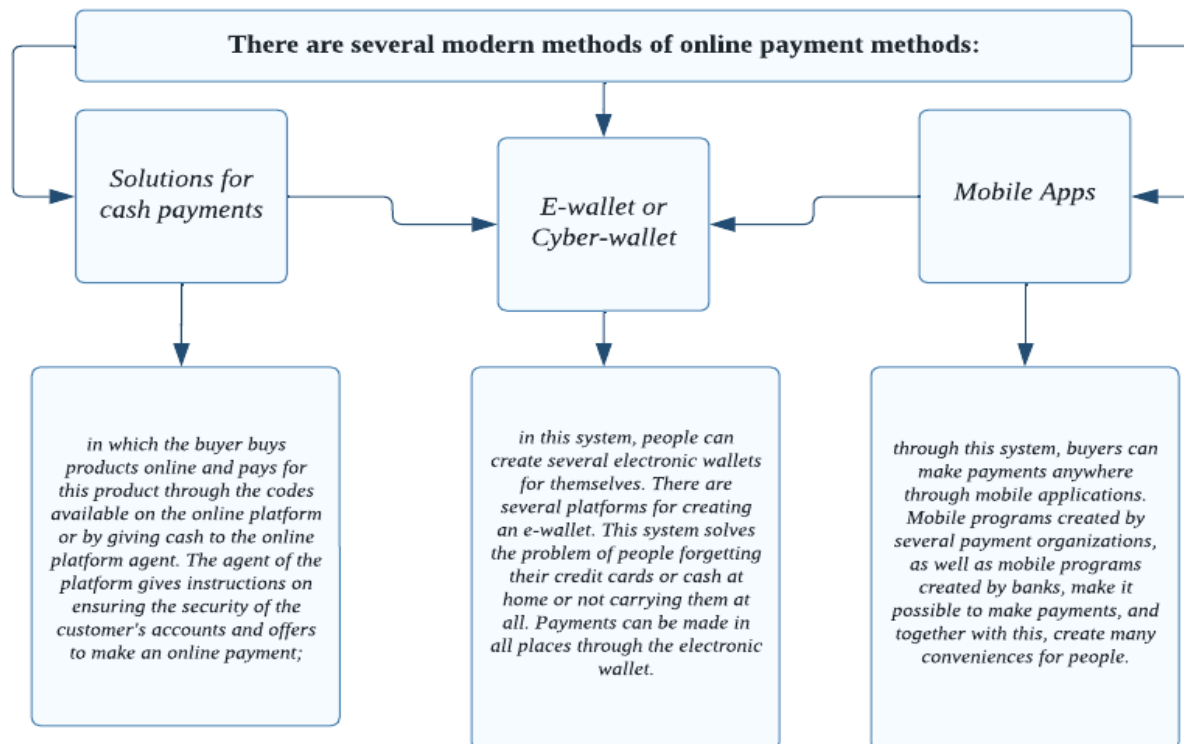 There are several modern methods of online payment methods:
Solutions for
cash payments
E-wallet or
Cyber-wallet
Mobile Apps
in which the buyer buys
products online and pays for
this product through the codes
available on the online platform
or by giving cash to the online
platform agent. The agent of the
platform gives instructions on
ensuring the security of the
customer's accounts and offers
to make an online payment;
in this system, people can
create several electronic wallets
for themselves. There are
several platforms for creating
an e-wallet. This system solves
the problem of people forgetting
their credit cards or cash at
home or not carrying them at
all. Payments can be made in
all places through the electronic
wallet.
through this system, buyers can
make payments anywhere
through mobile applications.
Mobile programs created by
several payment organizations,
as well as mobile programs
created by banks, make it
possible to make payments, and
together with this, create many
conveniences for people.